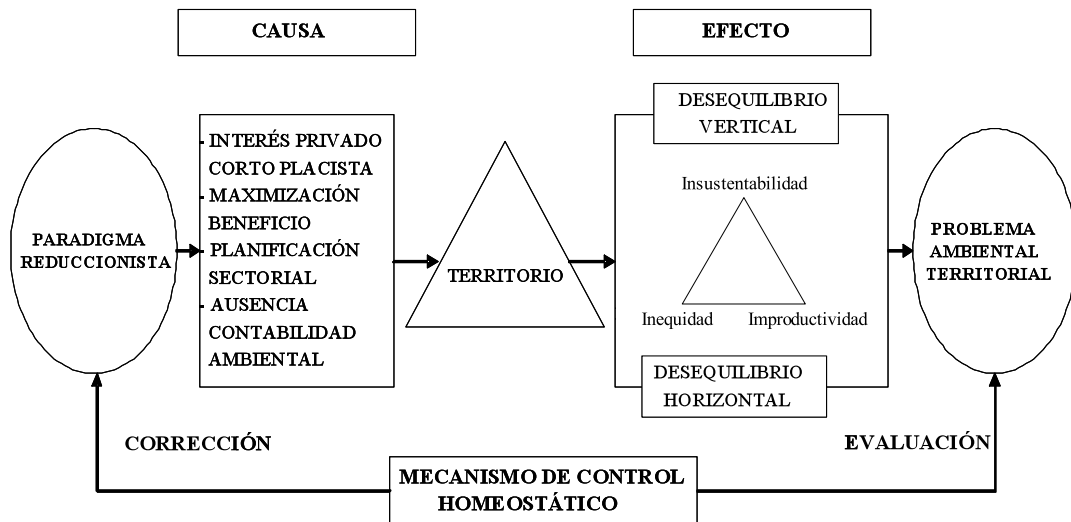 CAUSA
EFECTO
PARADIGMA
REDUCCIONISTA
- INTERÉS PRIVADO
CORTO PLACISTA
- MAXIMIZACIÓN
BENEFICIO
- PLANIFICACIÓN
SECTORIAL
- AUSENCIA
CONTABILIDAD
AMBIENTAL
TERRITORIO
DESEQUILIBRIO
VERTICAL
Insustentabilidad
Inequidad
Improductividad
DESEQUILIBRIO
HORIZONTAL
PROBLEMA
AMBIENTAL
TERRITORIAL
CORRECCIÓN
EVALUACIÓN
MECANISMO DE CONTROL
HOMEOSTÁTICO